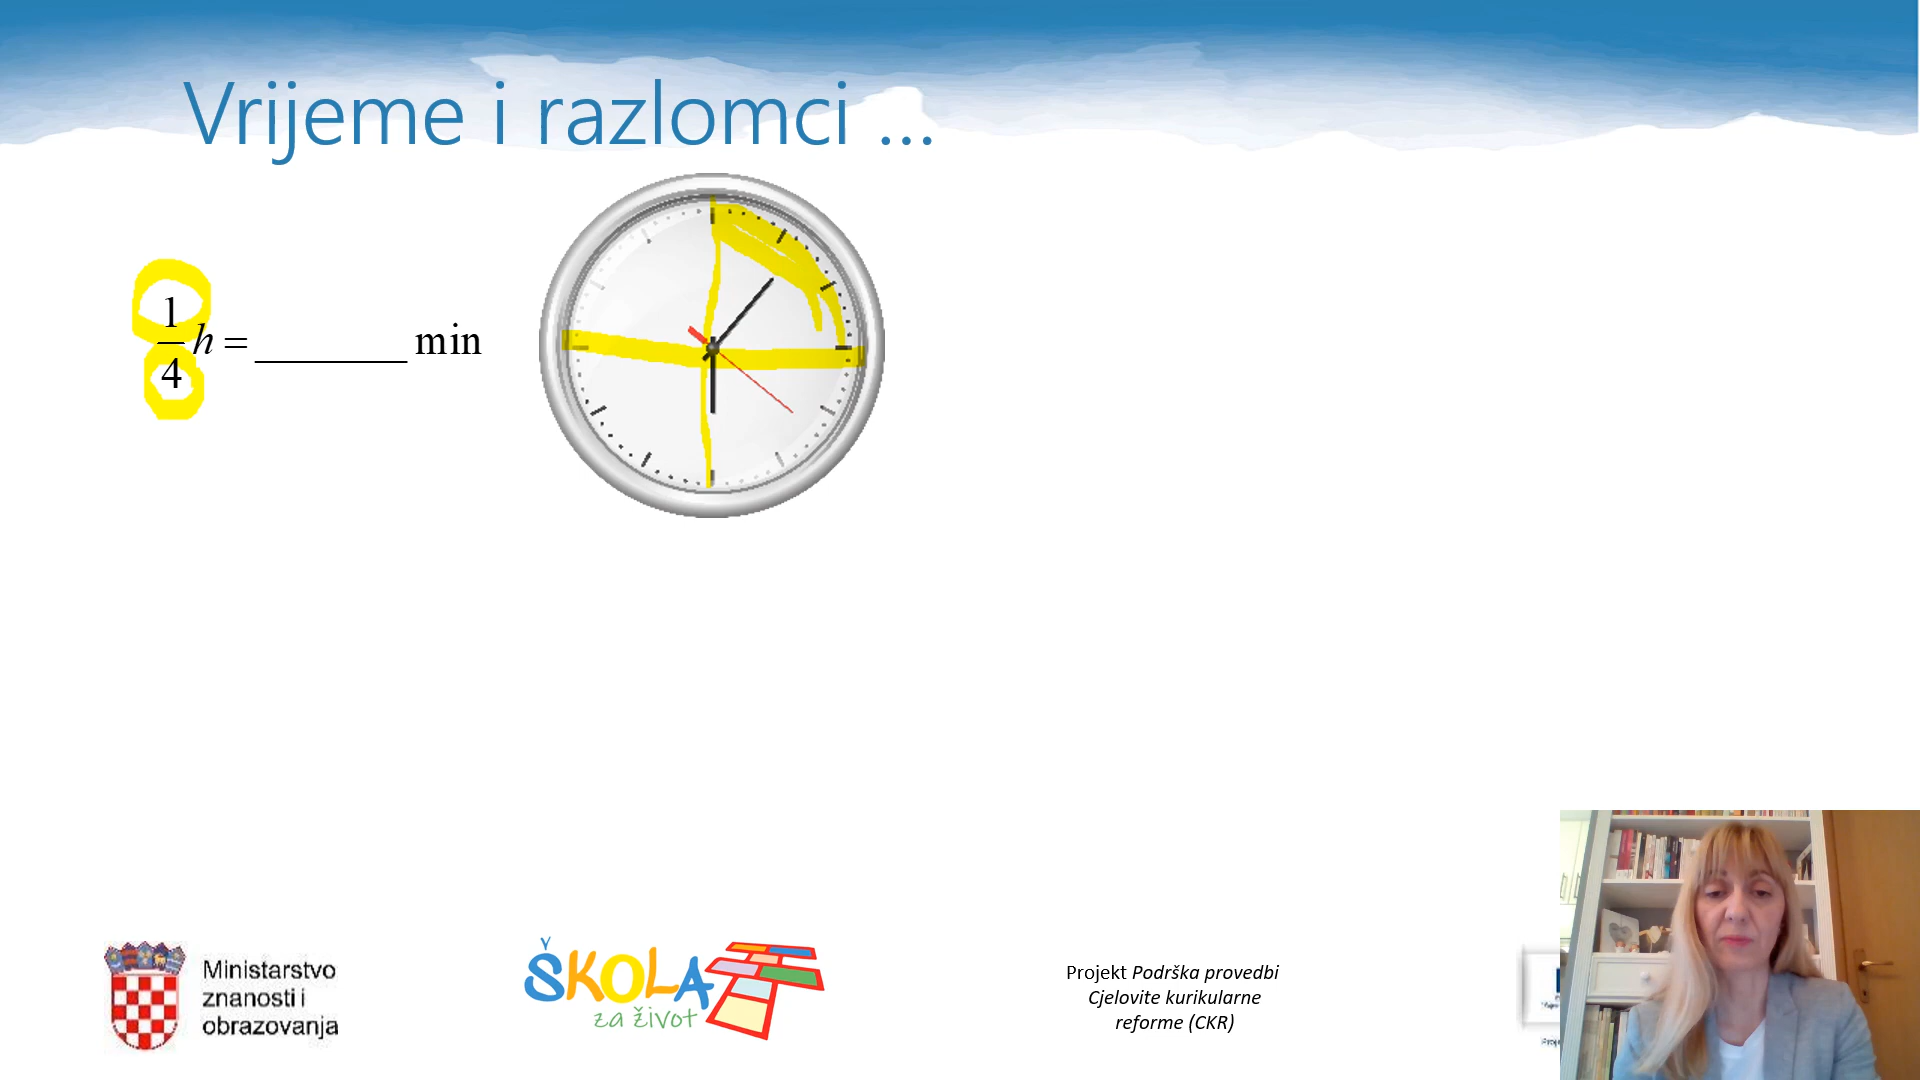 Vrijeme i razlomci ...
1/4 h = _______ min
Ministarstvo
znanosti i
obrazovanja
ŠKOLA
za život
Projekt Podrška provedbi
Cjelovite kurikularne
reforme (CKR)